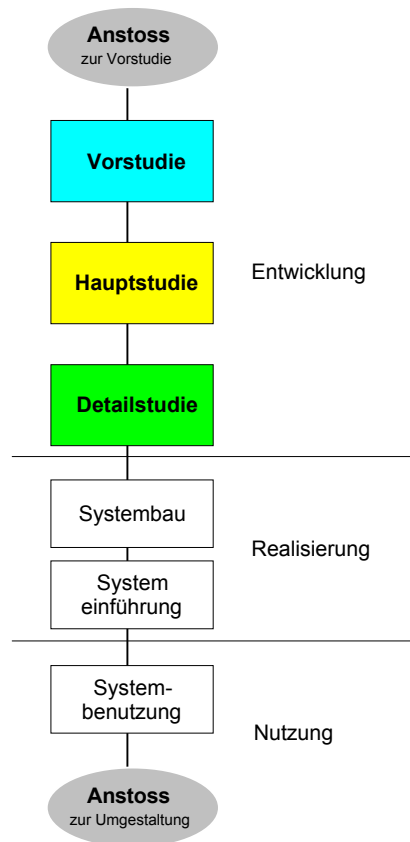 Anstoss
zur Vorstudie
Vorstudie
Hauptstudie
Entwicklung
Detailstudie
Systembau
Realisierung
System
einführung
System-
benutzung
Nutzung
Anstoss
zur Umgestaltung